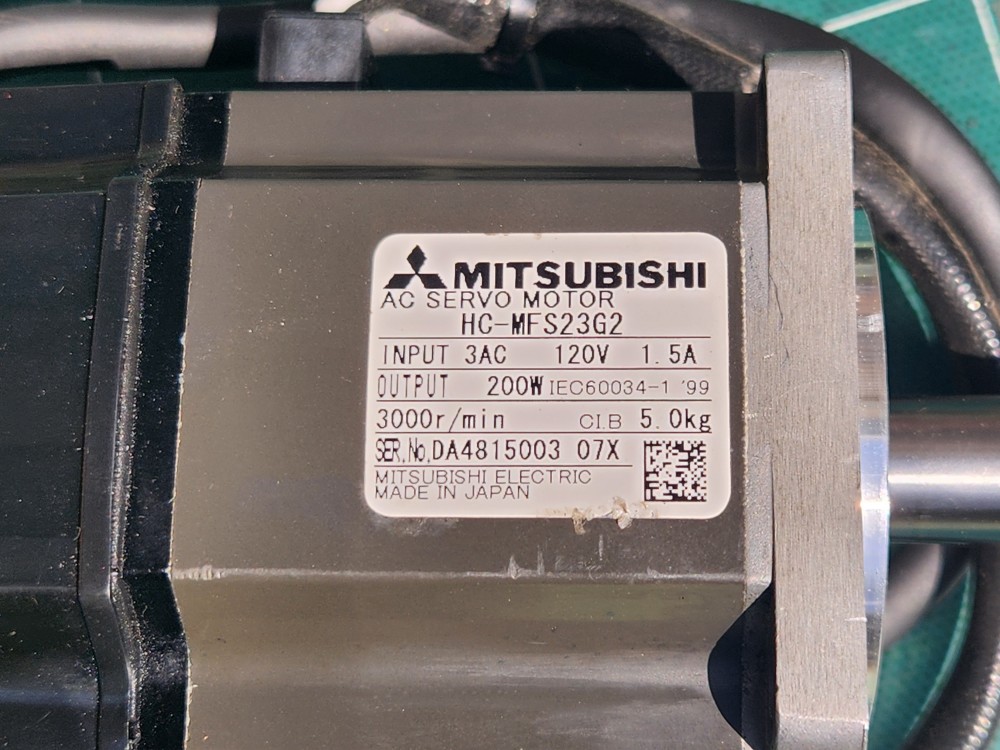 MITSUBISHI
AC SERVO MOTOR
HC-MFS23G2
INPUT 3AC 120V 1.5A
OUTPUT 200W IEC60034-1 '99
3000r/min CI.B 5.0kg
SER.No.DA4815003 07X
MITSUBISHI ELECTRIC
MADE IN JAPAN